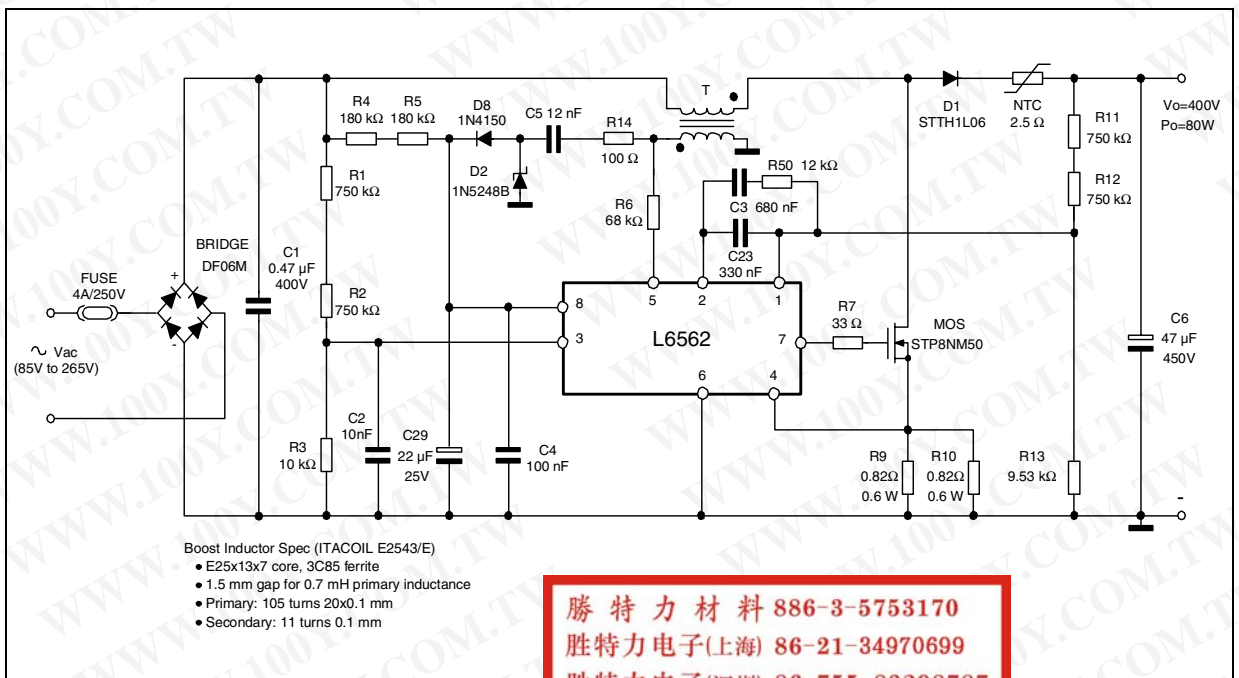 T
R4
180 kΩ
R5
180 kΩ
D8
1N4150
C5 12 nF
R14
100 Ω
D1
STTH1L06
NTC
2.5 Ω
Vo=400V
Po=80W
R11
750 kΩ
R12
750 kΩ
R1
750 kΩ
D2
1N5248B
R50 12 kΩ
C3 680 nF
R6
68 kΩ
C23
330 nF
BRIDGE
DF06M
+
-
C1
0.47 µF
400V
FUSE
4A/250V
R2
750 kΩ
~ Vac
(85V to 265V)
5
2
1
8
3
L6562
7
6
4
R7
33 Ω
MOS
STP8NM50
C6
47 µF
450V
R3
10 kΩ
C2
10nF
C29
22 µF
25V
C4
100 nF
R9
0.82Ω
0.6 W
R10
0.82Ω
0.6 W
R13
9.53 kΩ
-
Boost Inductor Spec (ITACOIL E2543/E)
• E25x13x7 core, 3C85 ferrite
• 1.5 mm gap for 0.7 mH primary inductance
• Primary: 105 turns 20x0.1 mm
• Secondary: 11 turns 0.1 mm
勝特力材料 886-3-5753170
胜特力电子(上海) 86-21-34970699
WWW.100Y.COM.TW